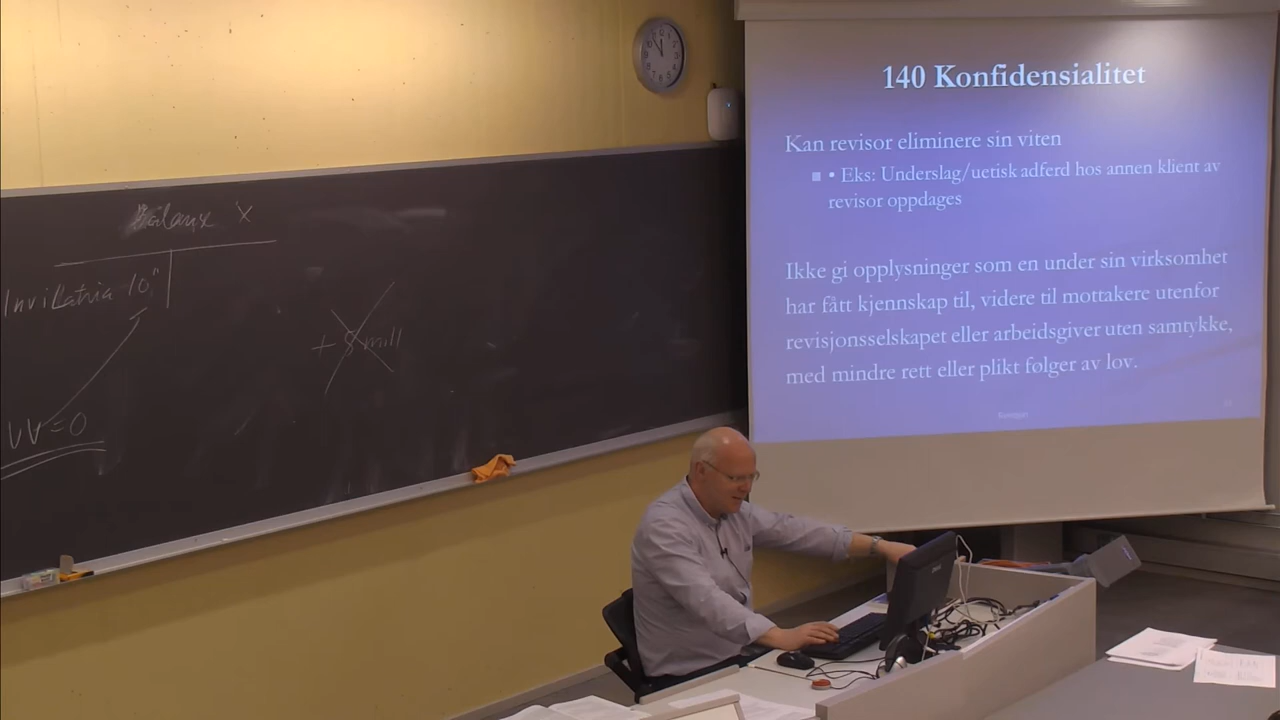 Balanse X
10
+ 8 mill
VV=0
140 Konfidensialitet
Kan revisor eliminere sin viten
• Eks: Underslag/uetisk adferd hos annen klient av
revisor oppdages
Ikke gi opplysninger som en under sin virksomhet
har fått kjennskap til, videre til mottakere utenfor
revisjonsselskapet eller arbeidsgiver uten samtykke,
med mindre rett eller plikt følger av lov.